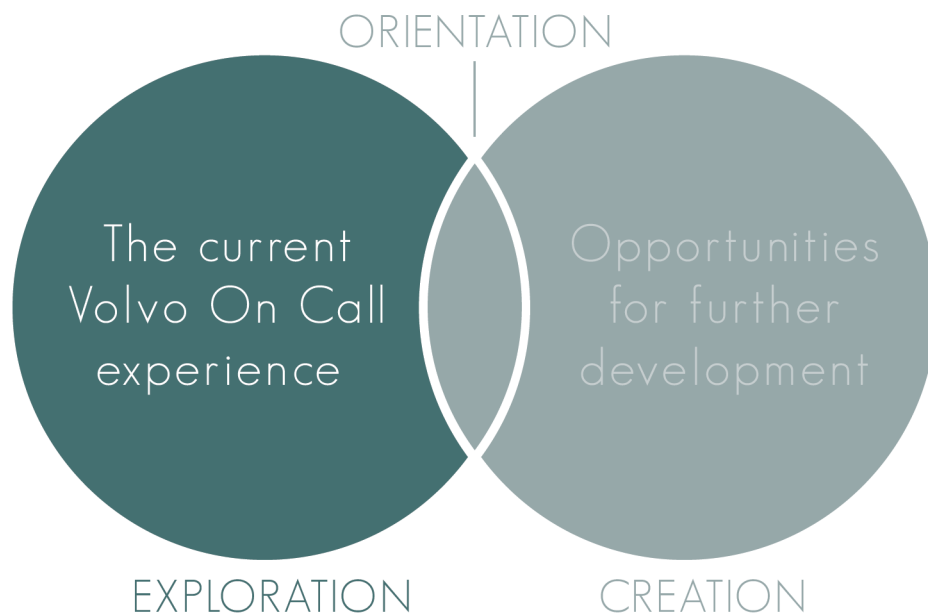 ORIENTATION
The current
Volvo On Call
experience
Opportunities
for further
development
EXPLORATION
CREATION